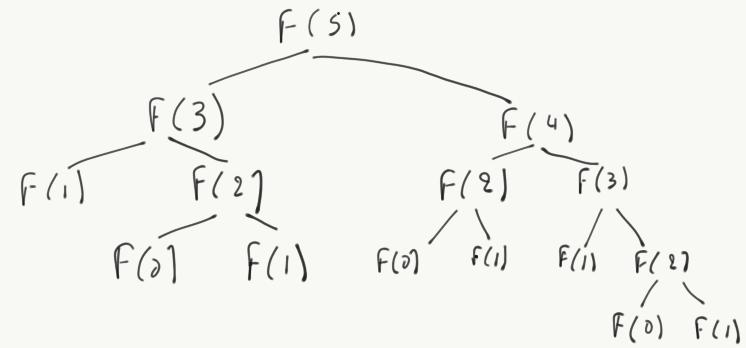 F(5)
F(3) F(4)
F(1) F(2) F(2) F(3)
F(0) F(1) F(0) F(1) F(1) F(2)
F(0) F(1)